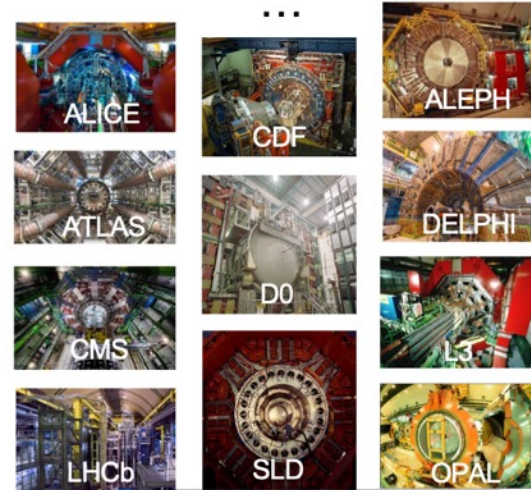 ...
ALICE
ATLAS
CMS
LHCb
CDF
D0
SLD
ALEPH
DELPHI
L3
OPAL